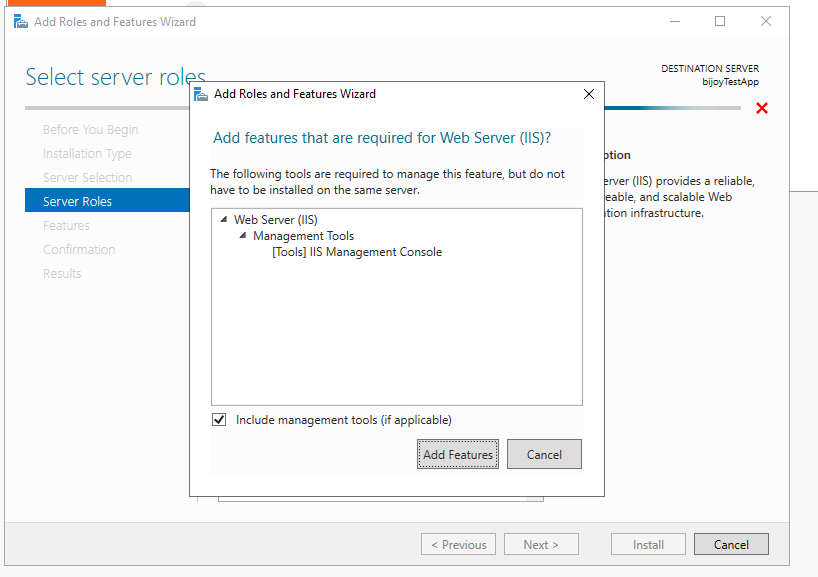 Add Roles and Features Wizard
Select server roles
DESTINATION SERVER
bijoyTestApp
Before You Begin
Installation Type
Server Selection
Server Roles
Features
Confirmation
Results
Add Roles and Features Wizard
Add features that are required for Web Server (IIS)?
The following tools are required to manage this feature, but do not
have to be installed on the same server.
Web Server (IIS)
Management Tools
[Tools] IIS Management Console
Include management tools (if applicable)
Add Features
Cancel
ption
erver (IIS) provides a reliable,
eable, and scalable Web
tion infrastructure.
< Previous
Next >
Install
Cancel